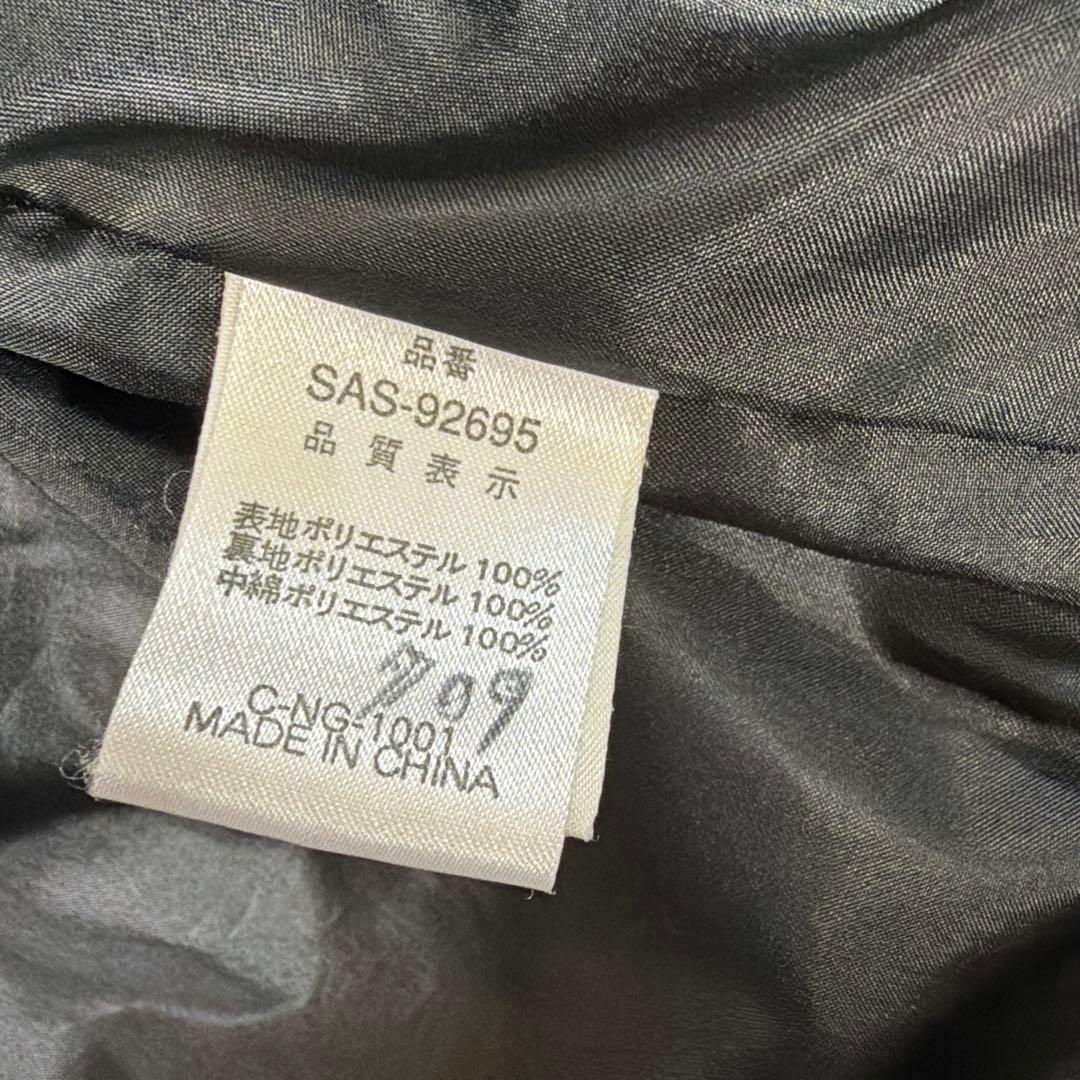 品番
SAS-92695
品質表示
表地ポリエステル 100%
裏地ポリエステル 100%
中綿ポリエステル 100%
709
C-NG-1001
MADE IN CHINA